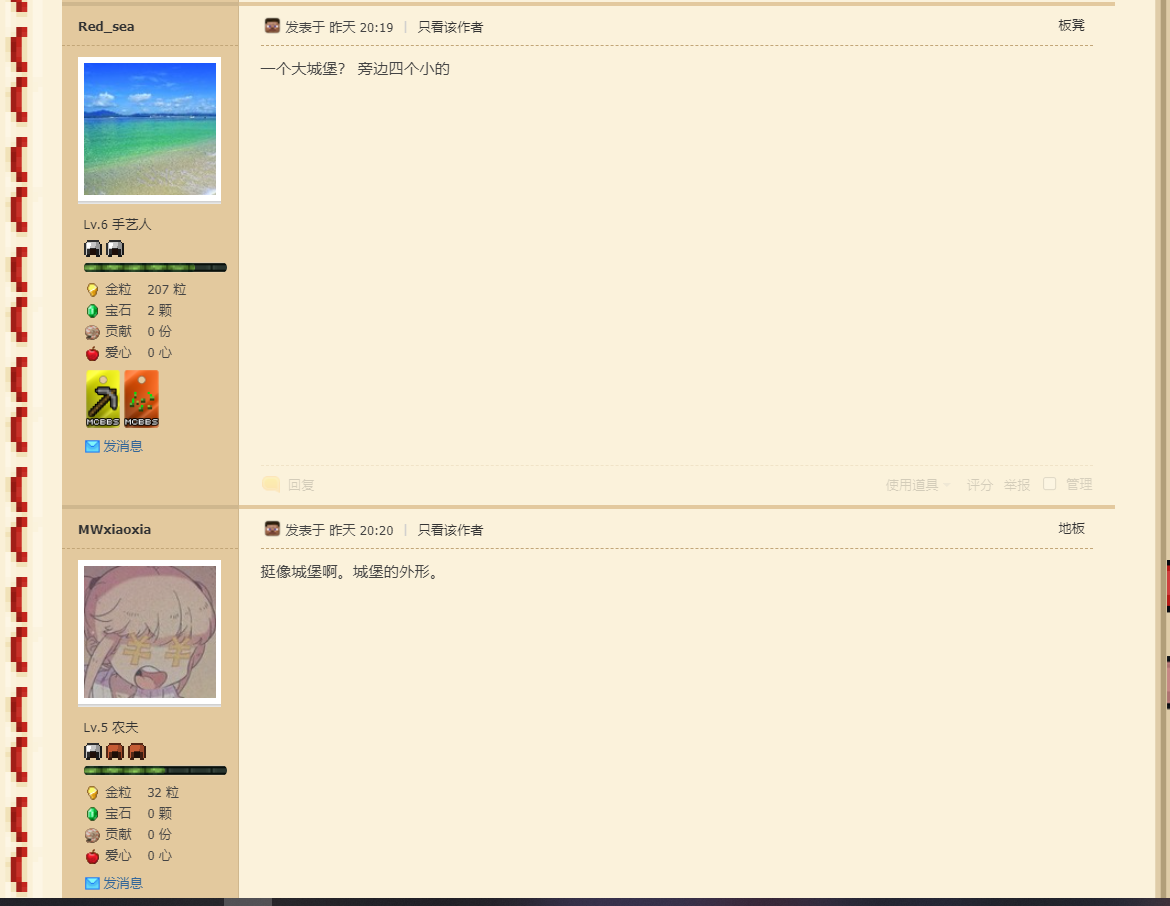 Red_sea
发表于 昨天 20:19 | 只看该作者
板凳
一个大城堡？ 旁边四个小的
Lv.6 手艺人
金粒 207 粒
宝石 2 颗
贡献 0 份
爱心 0 心
MCBBS MCBBS
发消息
回复
使用道具 评分 举报 管理
MWxiaoxia
发表于 昨天 20:20 | 只看该作者
地板
挺像城堡啊。城堡的外形。
羊 羊
Lv.5 农夫
金粒 32 粒
宝石 0 颗
贡献 0 份
爱心 0 心
发消息